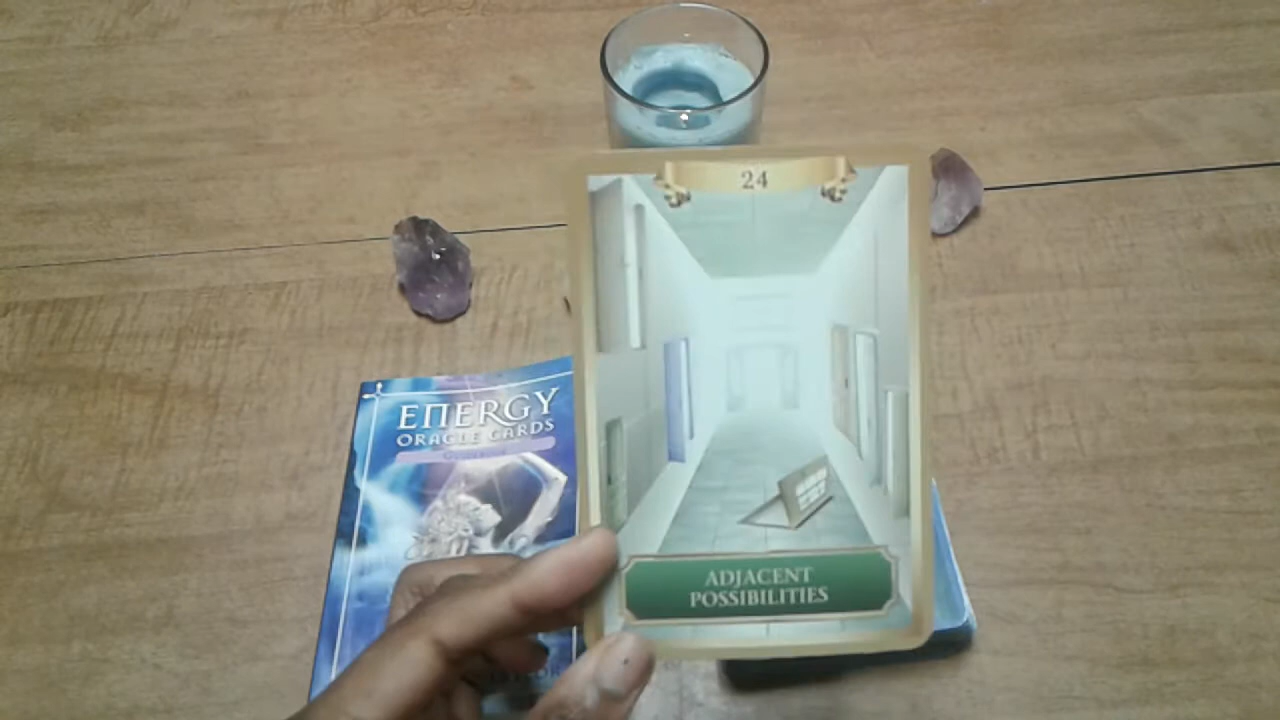 24
ADJACENT
POSSIBILITIES
ENERGY
ORACLE CARDS